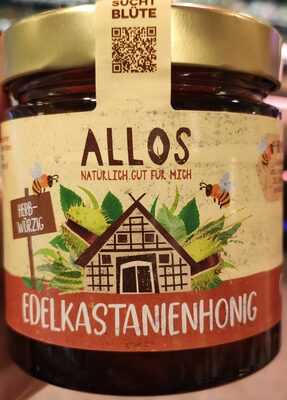 SUCHT
BLÜTE
ALLOS
NATÜRLICH. GUT FÜR MICH
HERB-
WÜRZIG
EDELKASTANIENHONIG